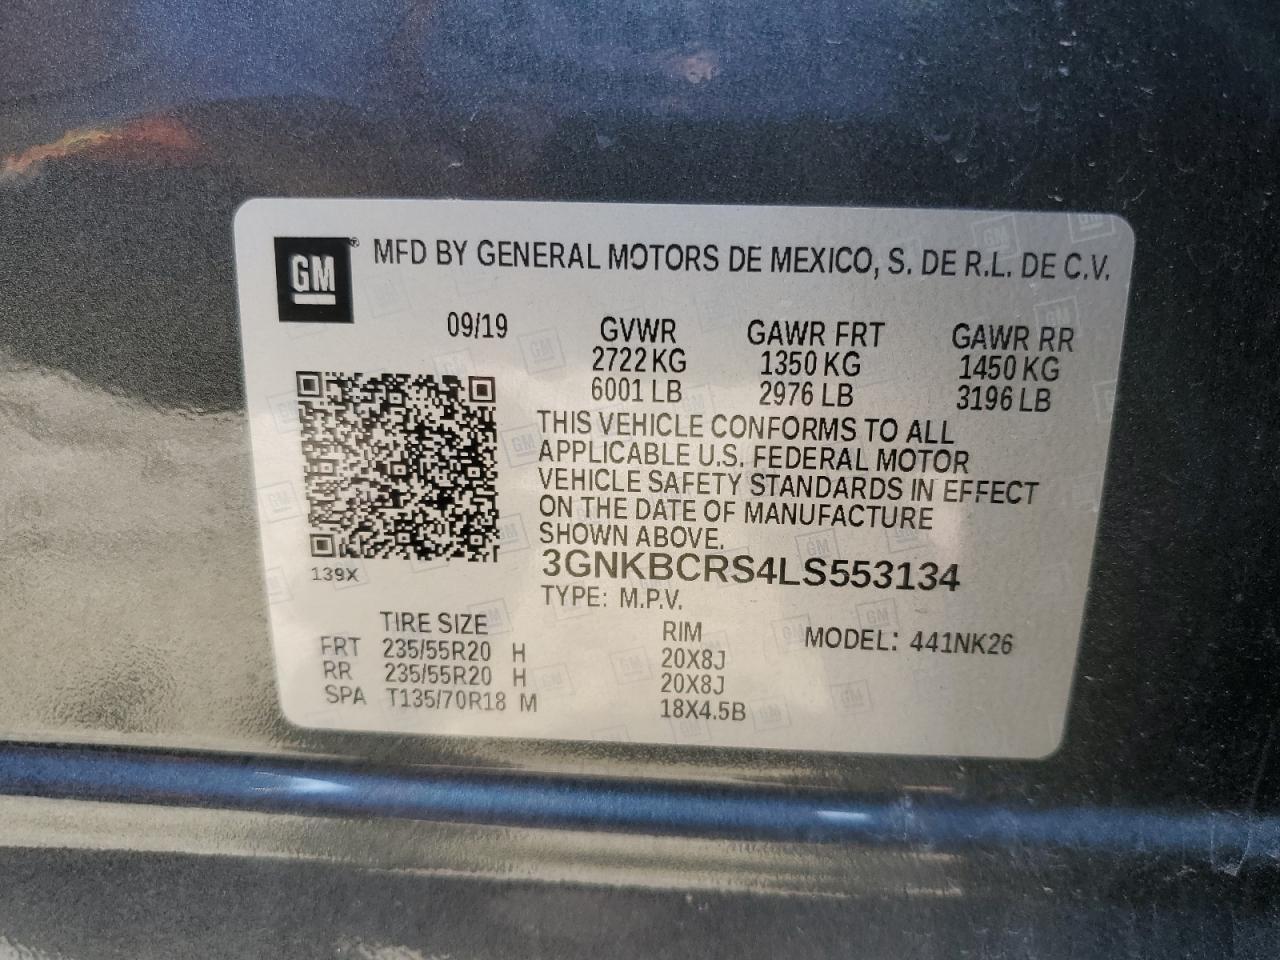 GM ® MFD BY GENERAL MOTORS DE MEXICO, S. DE R.L. DE C.V.
09/19 GVWR GAWR FRT GAWR RR
2722 KG 1350 KG 1450 KG
6001 LB 2976 LB 3196 LB
THIS VEHICLE CONFORMS TO ALL
APPLICABLE U.S. FEDERAL MOTOR
VEHICLE SAFETY STANDARDS IN EFFECT
ON THE DATE OF MANUFACTURE
SHOWN ABOVE.
139X
3GNKBCRS4LS553134
TYPE: M.P.V.
TIRE SIZE RIM MODEL: 441NK26
FRT 235/55R20 H 20X8J
RR 235/55R20 H 20X8J
SPA T135/70R18 M 18X4.5B